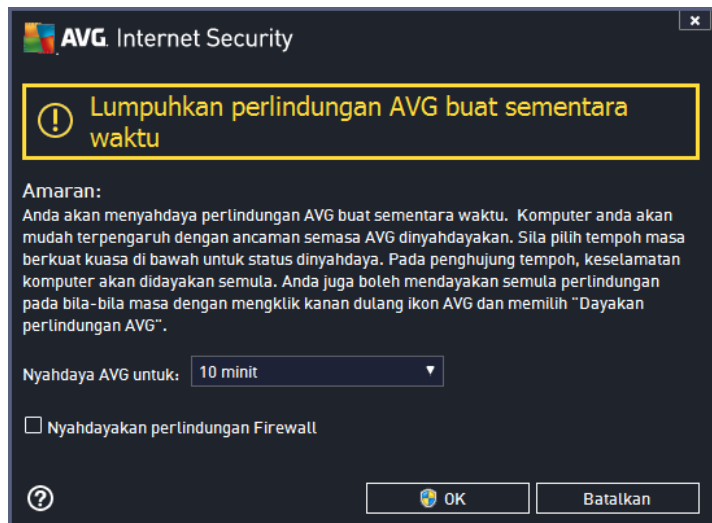 AVG. Internet Security
Lumpuhkan perlindungan AVG buat sementara
waktu
Amaran:
Anda akan menyahdaya perlindungan AVG buat sementara waktu. Komputer anda akan
mudah terpengaruh dengan ancaman semasa AVG dinyahdayakan. Sila pilih tempoh masa
berkuat kuasa di bawah untuk status dinyahdaya. Pada penghujung tempoh, keselamatan
komputer akan didayakan semula. Anda juga boleh mendayakan semula perlindungan
pada bila-bila masa dengan mengklik kanan dulang ikon AVG dan memilih "Dayakan
perlindungan AVG".
Nyahdaya AVG untuk: 10 minit
Nyahdayakan perlindungan Firewall
OK Batalkan